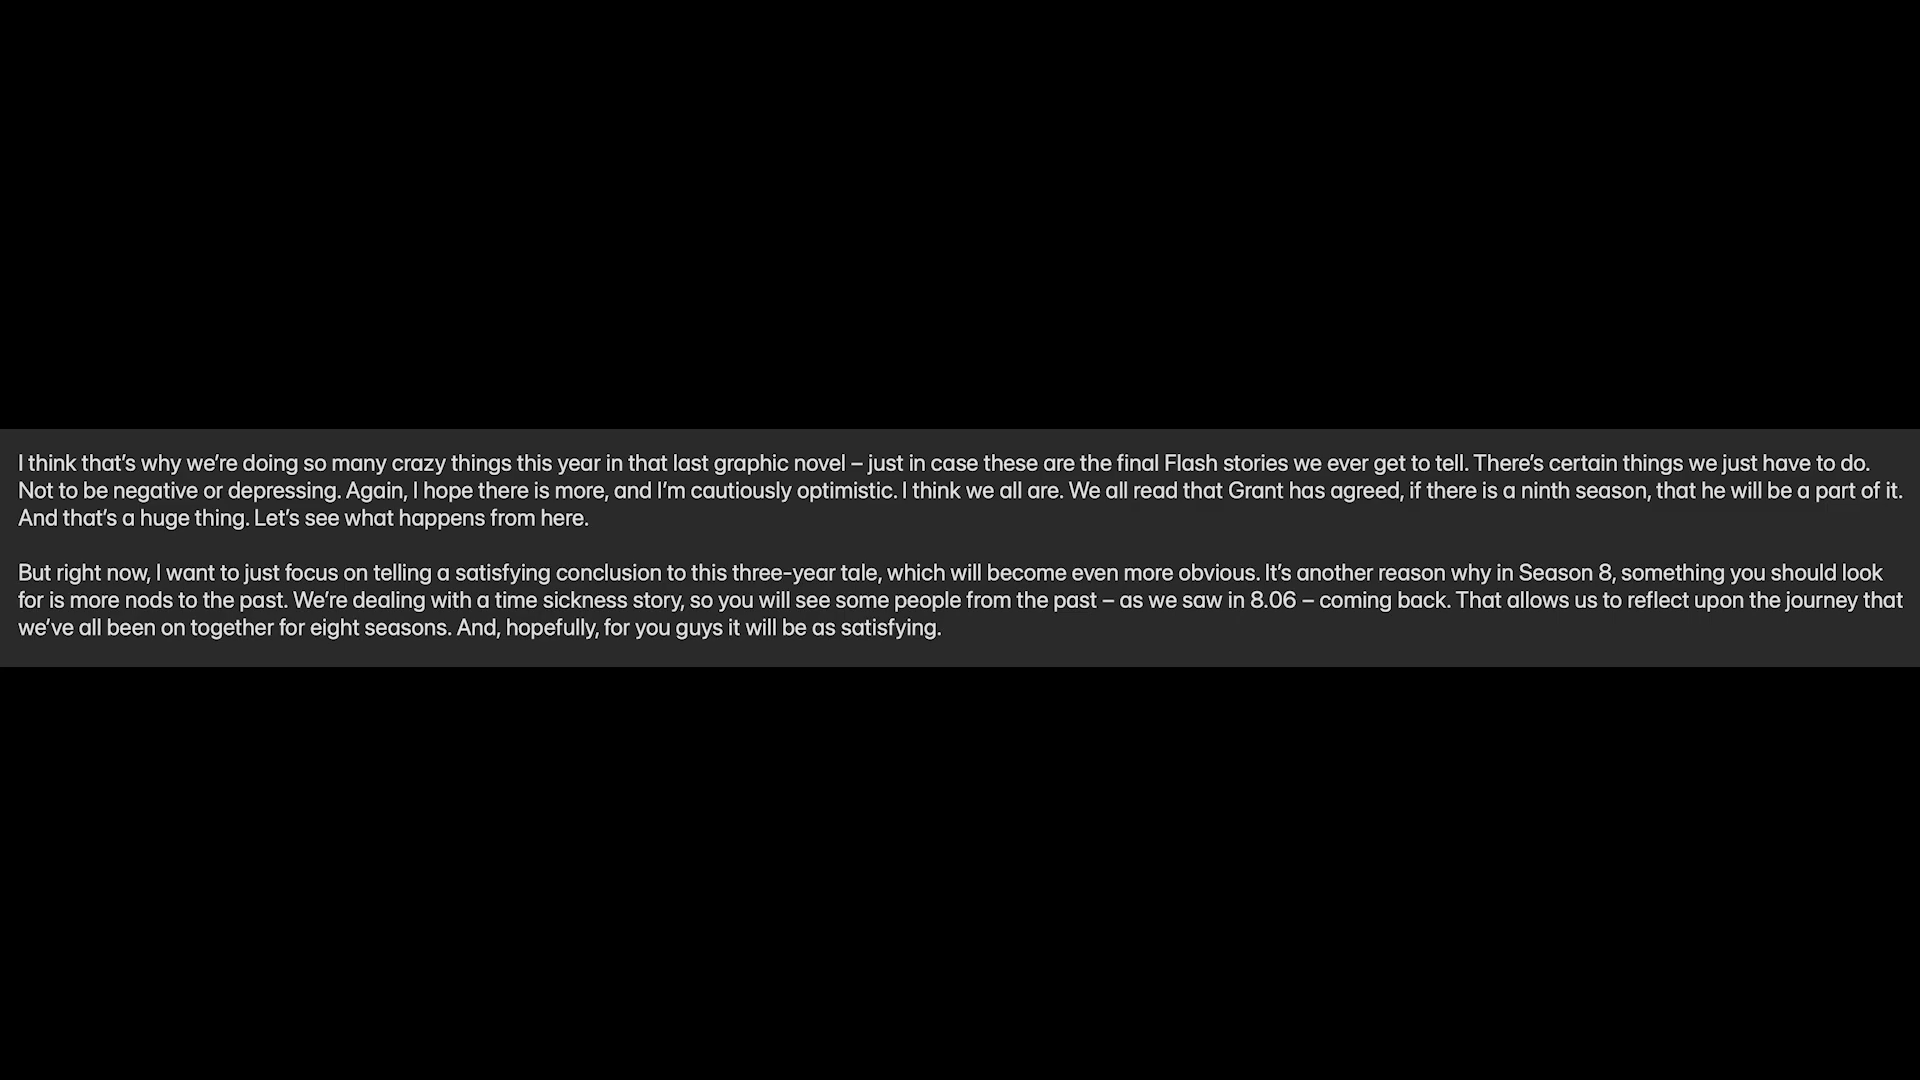 I think that’s why we’re doing so many crazy things this year in that last graphic novel – just in case these are the final Flash stories we ever get to tell. There’s certain things we just have to do.
Not to be negative or depressing. Again, I hope there is more, and I’m cautiously optimistic. I think we all are. We all read that Grant has agreed, if there is a ninth season, that he will be a part of it.
And that’s a huge thing. Let’s see what happens from here.
But right now, I want to just focus on telling a satisfying conclusion to this three-year tale, which will become even more obvious. It’s another reason why in Season 8, something you should look
for is more nods to the past. We’re dealing with a time sickness story, so you will see some people from the past – as we saw in 8.06 – coming back. That allows us to reflect upon the journey that
we’ve all been on together for eight seasons. And, hopefully, for you guys it will be as satisfying.